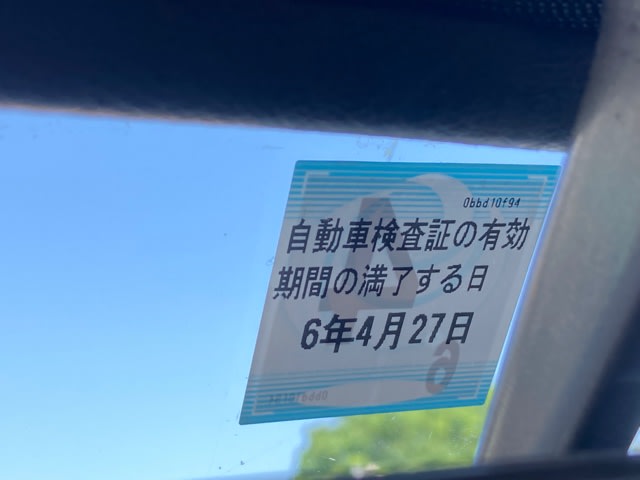 0bbd10f94
自動車検査証の有効
期間の満了する日
6年4月27日